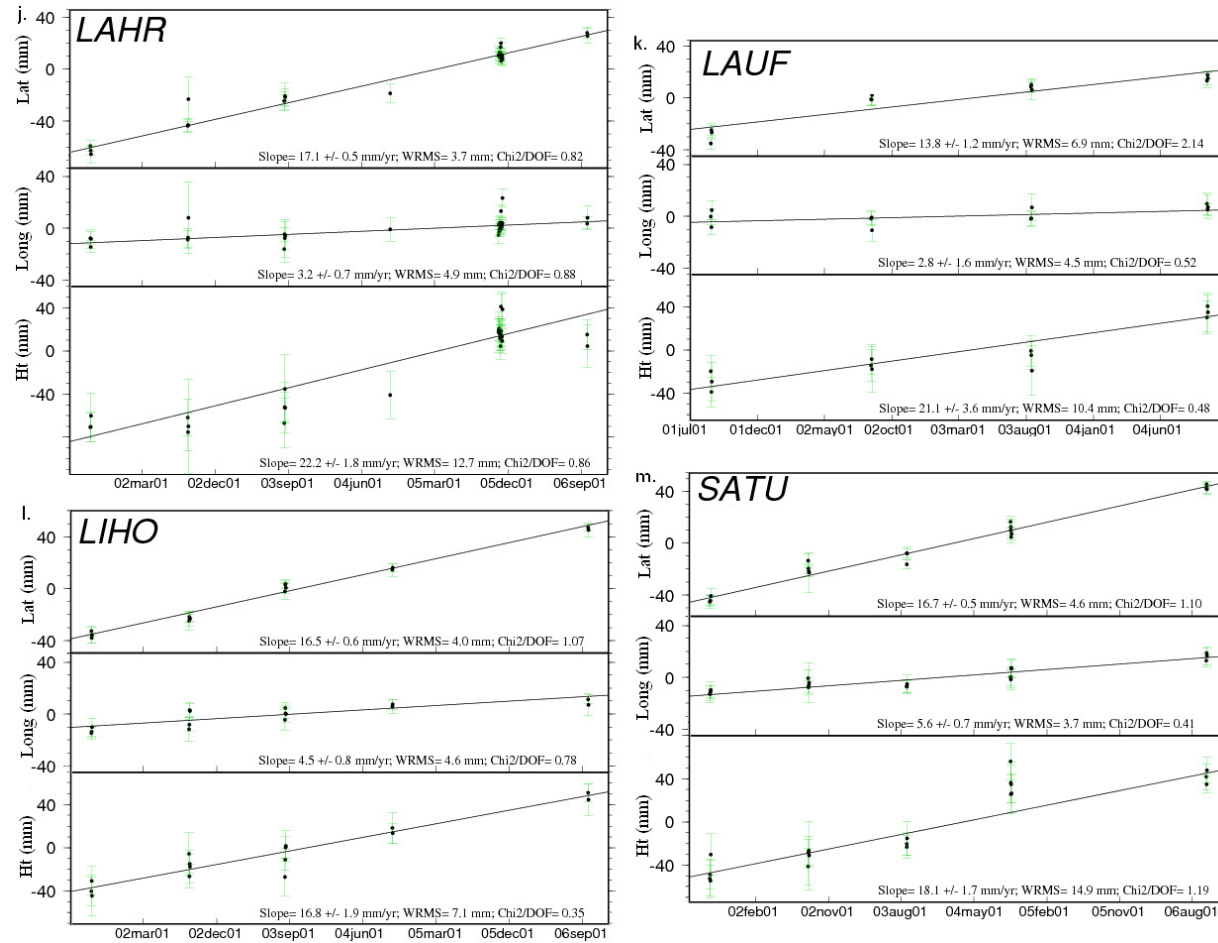 j.
LAHR
40
0
-40
Lat (mm)
Slope= 17.1 +/- 0.5 mm/yr; WRMS= 3.7 mm; Chi2/DOF= 0.82
40
0
-40
Long (mm)
Slope= 3.2 +/- 0.7 mm/yr; WRMS= 4.9 mm; Chi2/DOF= 0.88
40
0
-40
Ht (mm)
Slope= 22.2 +/- 1.8 mm/yr; WRMS= 12.7 mm; Chi2/DOF= 0.86
02mar01 02dec01 03sep01 04jun01 05mar01 05dec01 06sep01
k.
LAUF
40
0
-40
Lat (mm)
Slope= 13.8 +/- 1.2 mm/yr; WRMS= 6.9 mm; Chi2/DOF= 2.14
40
0
-40
Long (mm)
Slope= 2.8 +/- 1.6 mm/yr; WRMS= 4.5 mm; Chi2/DOF= 0.52
40
0
-40
Ht (mm)
Slope= 21.1 +/- 3.6 mm/yr; WRMS= 10.4 mm; Chi2/DOF= 0.48
01jul01 01dec01 02may01 02oct01 03mar01 03aug01 04jan01 04jun01
l.
LIHO
40
0
-40
Lat (mm)
Slope= 16.5 +/- 0.6 mm/yr; WRMS= 4.0 mm; Chi2/DOF= 1.07
40
0
-40
Long (mm)
Slope= 4.5 +/- 0.8 mm/yr; WRMS= 4.6 mm; Chi2/DOF= 0.78
40
0
-40
Ht (mm)
Slope= 16.8 +/- 1.9 mm/yr; WRMS= 7.1 mm; Chi2/DOF= 0.35
02mar01 02dec01 03sep01 04jun01 05mar01 05dec01 06sep01
m.
SATU
40
0
-40
Lat (mm)
Slope= 16.7 +/- 0.5 mm/yr; WRMS= 4.6 mm; Chi2/DOF= 1.10
40
0
-40
Long (mm)
Slope= 5.6 +/- 0.7 mm/yr; WRMS= 3.7 mm; Chi2/DOF= 0.41
40
0
-40
Ht (mm)
Slope= 18.1 +/- 1.7 mm/yr; WRMS= 14.9 mm; Chi2/DOF= 1.19
02feb01 02nov01 03aug01 04may01 05feb01 05nov01 06aug01